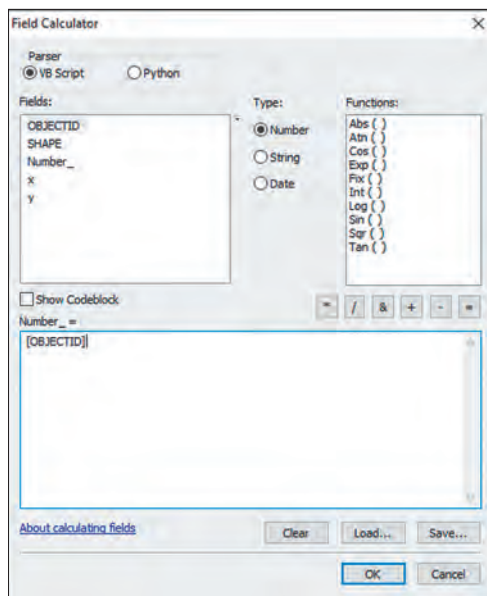 Field Calculator
Parser
VB Script Python
Fields: Type: Functions:
OBJECTID
SHAPE
Number_
x
y
Number
String
Date
Abs ( )
Atn ( )
Cos ( )
Exp ( )
Fix ( )
Int ( )
Log ( )
Sin ( )
Sqr ( )
Tan ( )
Show Codeblock
* / & + - =
Number_ =
[OBJECTID]
About calculating fields Clear Load... Save...
OK Cancel